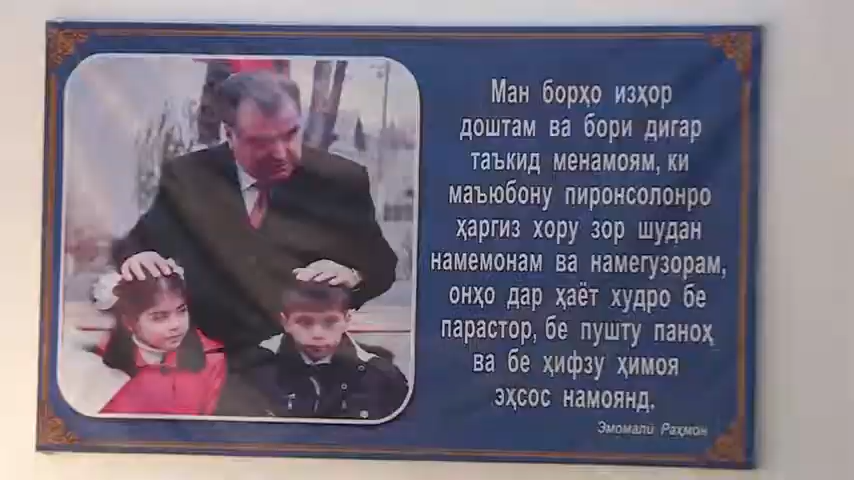 Ман борҳо изҳор
доштам ва бори дигар
таъкид менамоям, ки
маъюбону пиронсолонро
ҳаргиз хору зор шудан
намемонам ва намегузорам,
онҳо дар ҳаёт худро бе
парастор, бе пушту паноҳ
ва бе ҳифзу ҳимоя
эҳсос намоянд.
Эмомалӣ Раҳмон